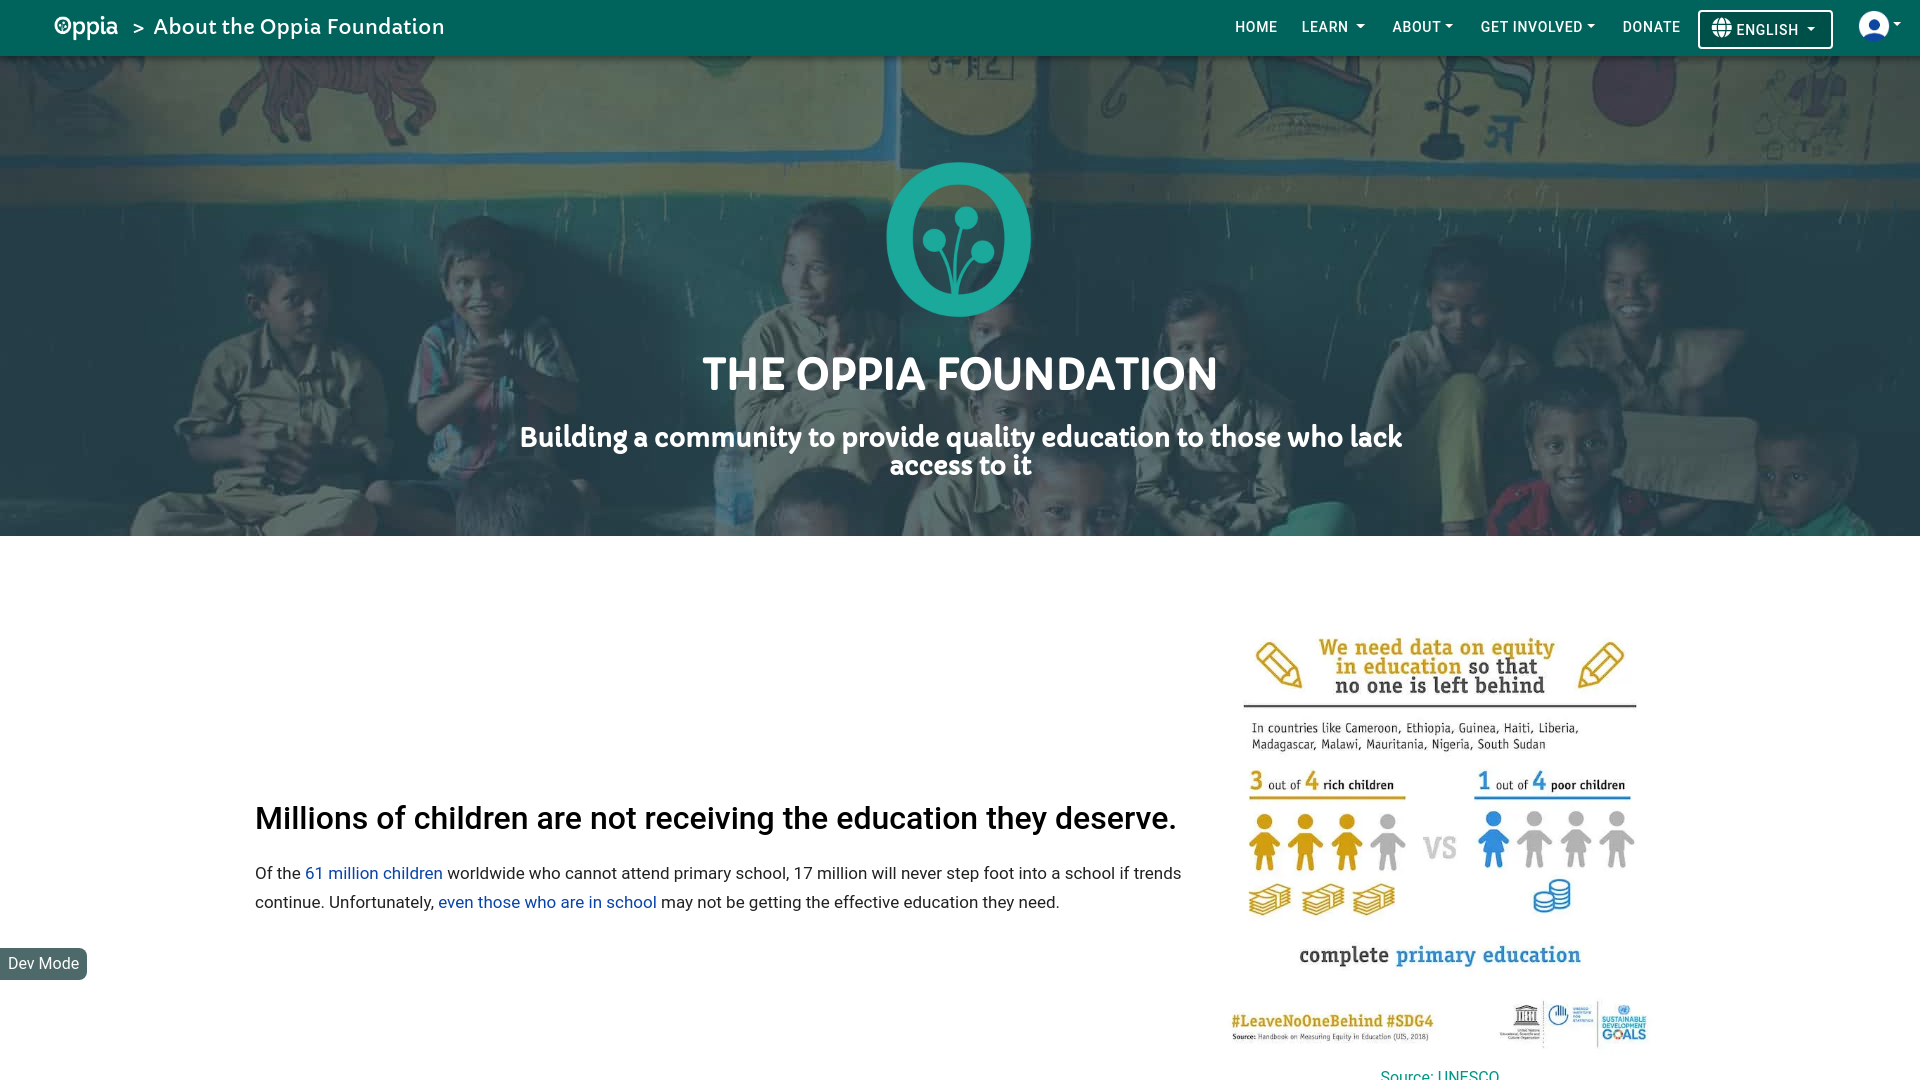 Oppia > About the Oppia Foundation
HOME LEARN ABOUT GET INVOLVED DONATE ENGLISH
THE OPPIA FOUNDATION
Building a community to provide quality education to those who lack
access to it
We need data on equity
in education so that
no one is left behind
In countries like Cameroon, Ethiopia, Guinea, Haiti, Liberia,
Madagascar, Malawi, Mauritania, Nigeria, South Sudan
3 out of 4 rich children
1 out of 4 poor children
VS
complete primary education
#LeaveNoOneBehind #SDG4
Source: Handbook on Measuring Equity in Education (UIS, 2018)
SUSTAINABLE
DEVELOPMENT
GOALS
Source: UNESCO
Millions of children are not receiving the education they deserve.
Of the 61 million children worldwide who cannot attend primary school, 17 million will never step foot into a school if trends
continue. Unfortunately, even those who are in school may not be getting the effective education they need.
Dev Mode